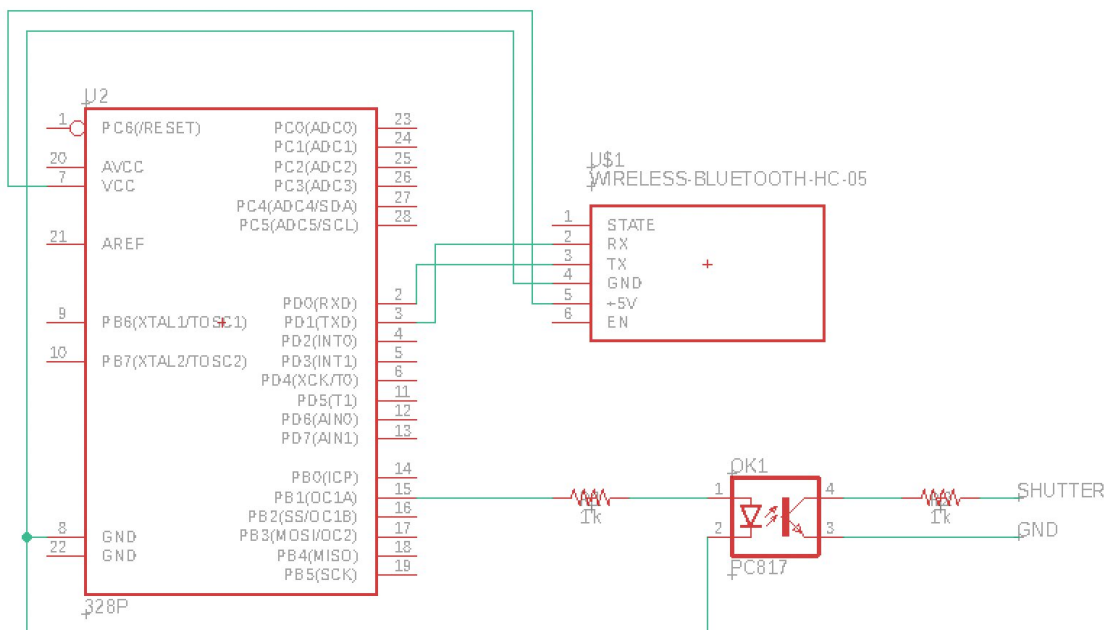 U2
1 PC6(/RESET) PC0(ADC0) 23
PC1(ADC1) 24
20 AVCC PC2(ADC2) 25
7 VCC PC3(ADC3) 26
PC4(ADC4/SDA) 27
PC5(ADC5/SCL) 28
21 AREF
PD0(RXD) 2
9 PB6(XTAL1/TOSC1) PD1(TXD) 3
PD2(INT0) 4
10 PB7(XTAL2/TOSC2) PD3(INT1) 5
PD4(XCK/T0) 6
PD5(T1) 11
PD6(AIN0) 12
PD7(AIN1) 13
PB0(ICP) 14
PB1(OC1A) 15
PB2(SS/OC1B) 16
8 GND PB3(MOSI/OC2) 17
22 GND PB4(MISO) 18
PB5(SCK) 19
328P
U$1
WIRELESS-BLUETOOTH-HC-05
1 STATE
2 RX
3 TX
4 GND
5 +5V
6 EN
1k
OK1
1 4
2 3
PC817
1k
SHUTTER
GND